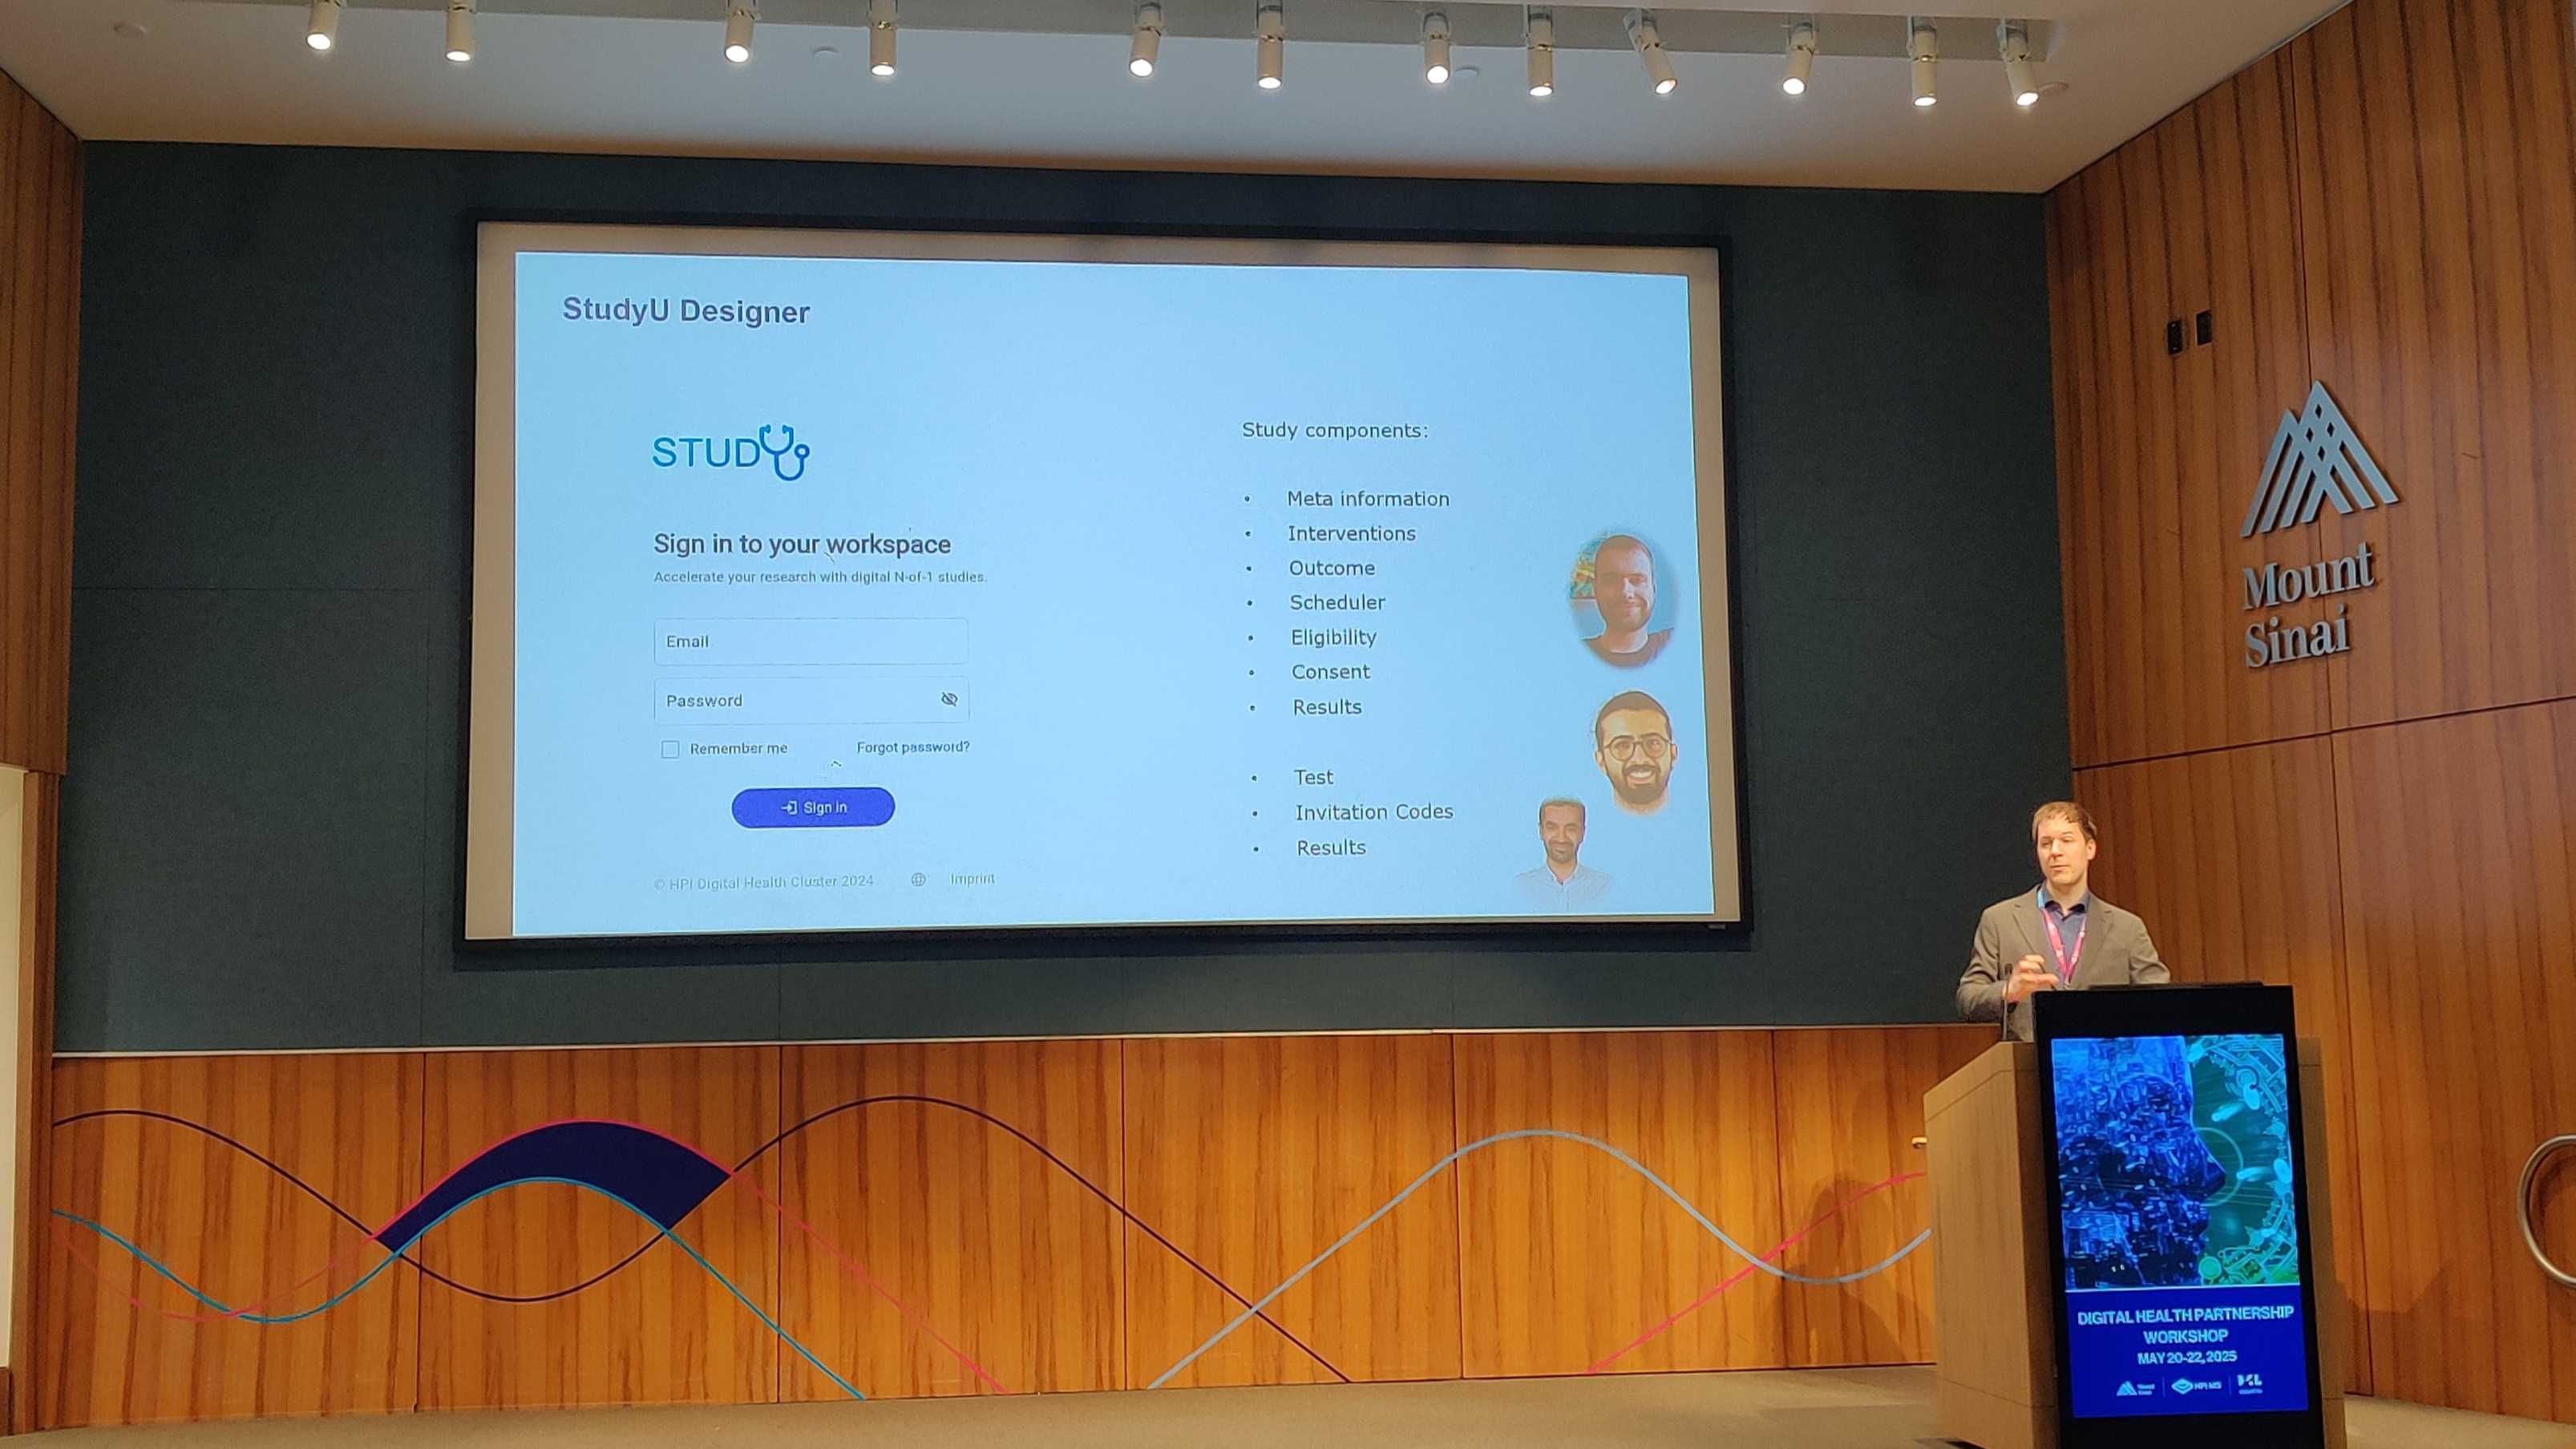 StudyU Designer
STUDYU
Sign in to your workspace
Accelerate your research with digital N-of-1 studies.
Email
Password
Remember me
Forgot password?
Sign in
© HPI Digital Health Cluster 2024
Imprint
Study components:
• Meta information
• Interventions
• Outcome
• Scheduler
• Eligibility
• Consent
• Results
• Test
• Invitation Codes
• Results
Mount
Sinai
DIGITAL HEALTH PARTNERSHIP
WORKSHOP
MAY 20-22, 2025
Mount
Sinai